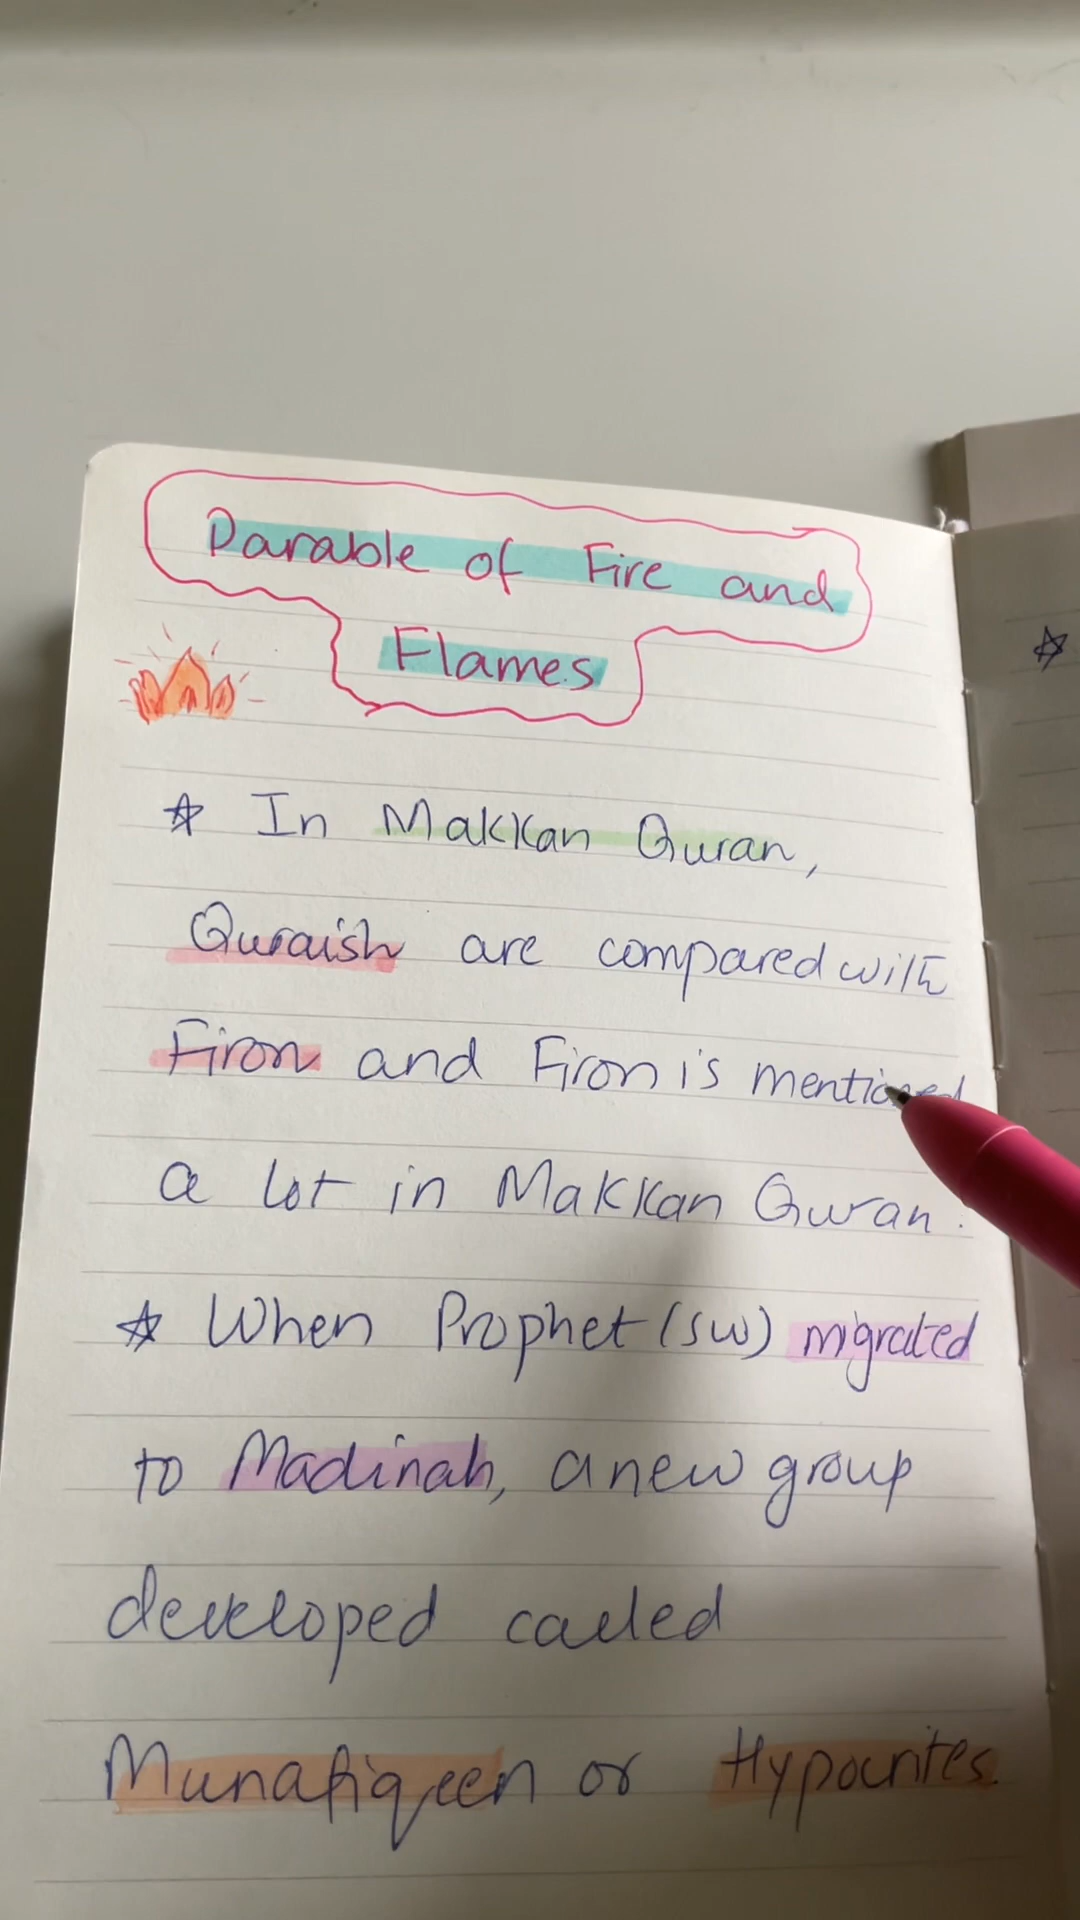 Parable of Fire and
Flames
☆ In Makkan Quran,
Quraish are compared with
Firon and Firon is mentioned
a lot in Makkan Quran.
☆ When Prophet (sw) migrated
to Madinah, a new group
developed called
Munafiqeen or Hypocrites.
☆